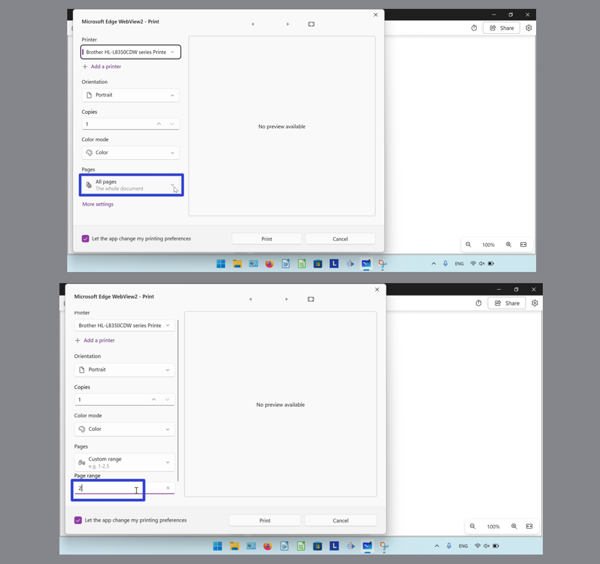 Microsoft Edge WebView2 - Print
Printer
Brother HL-L8350CDW series Printe
+ Add a printer
Orientation
Portrait
Copies
1
Color mode
Color
Pages
All pages
The whole document
More settings
No preview available
Let the app change my printing preferences
Print
Cancel
Share
100%
ENG
Microsoft Edge WebView2 - Print
Printer
Brother HL-L8350CDW series Printe
+ Add a printer
Orientation
Portrait
Copies
1
Color mode
Color
Pages
Custom range
e.g. 1-2,5
Page range
2
No preview available
Let the app change my printing preferences
Print
Cancel
Share
100%
ENG